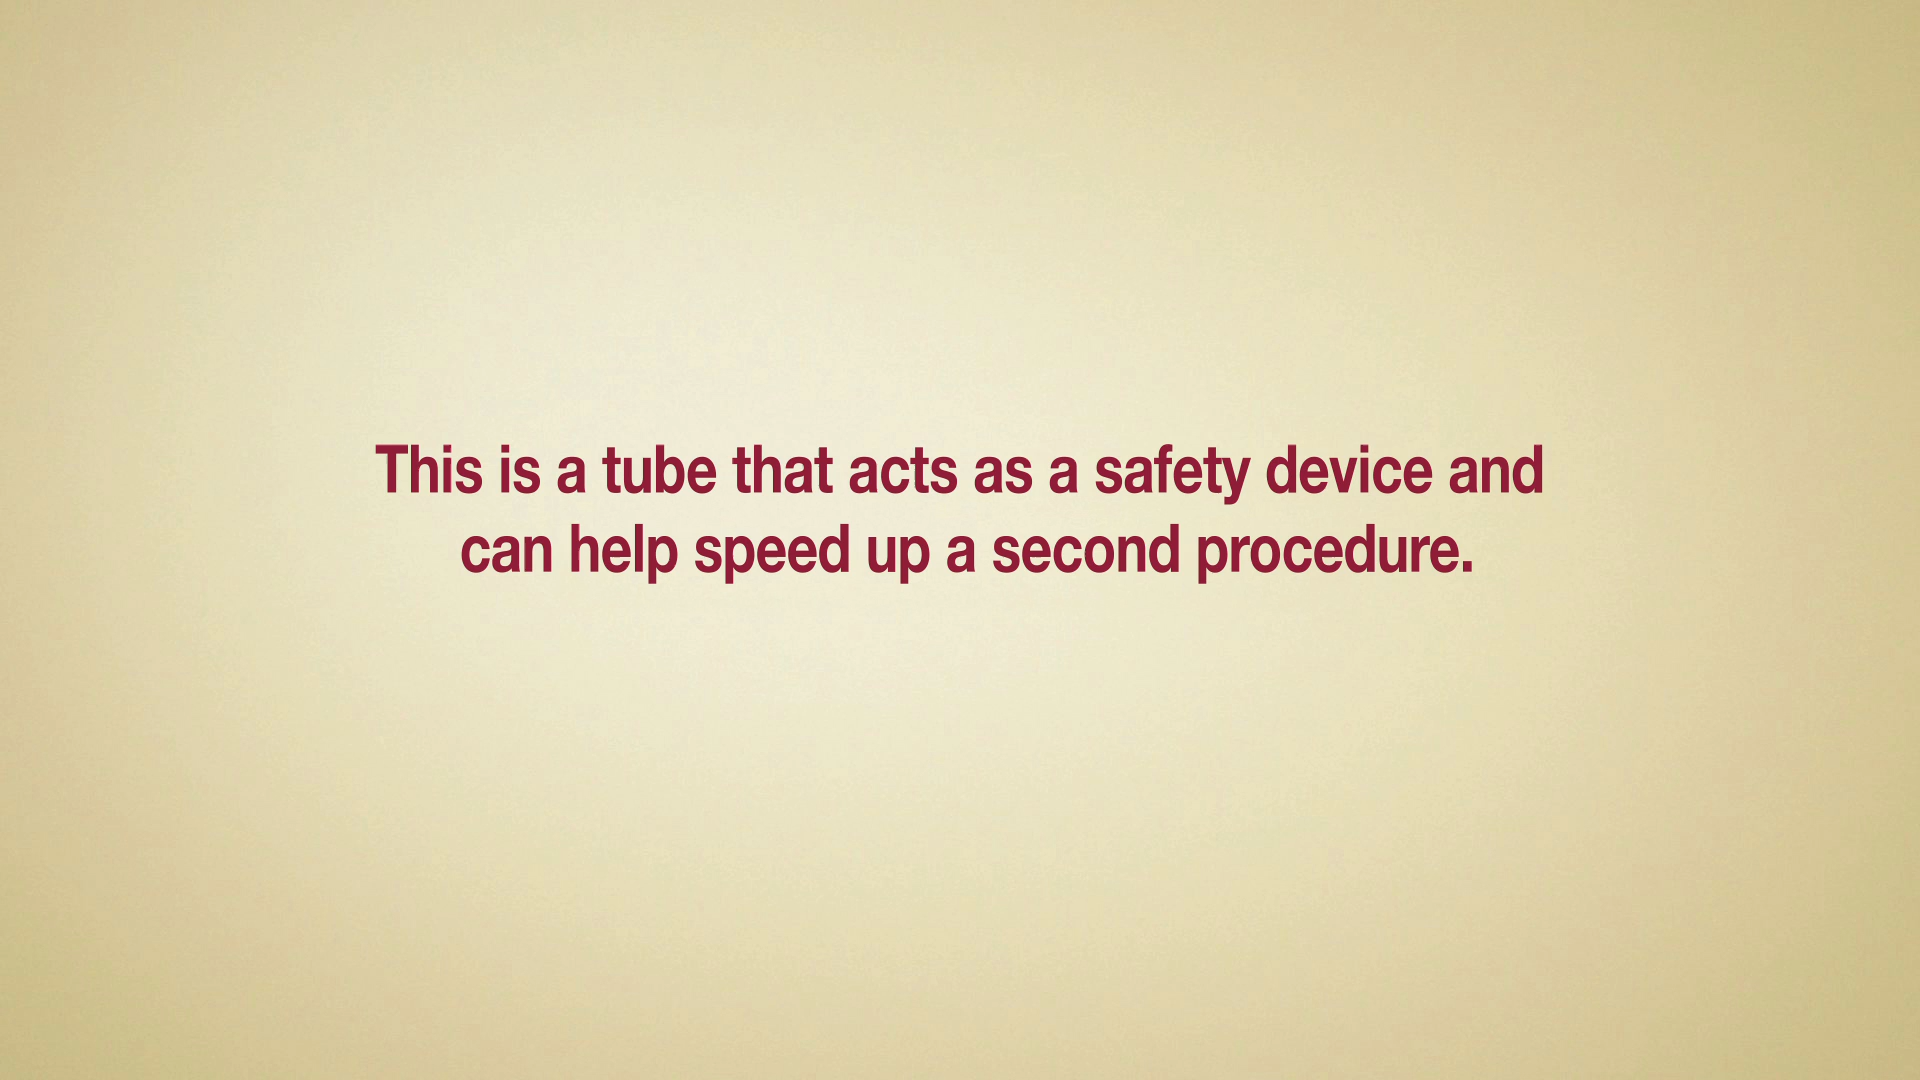 This is a tube that acts as a safety device and
can help speed up a second procedure.